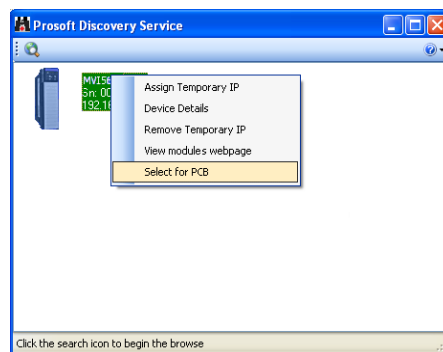 Prosoft Discovery Service
MVI56
Sn: 00
192.16
Assign Temporary IP
Device Details
Remove Temporary IP
View modules webpage
Select for PCB
Click the search icon to begin the browse